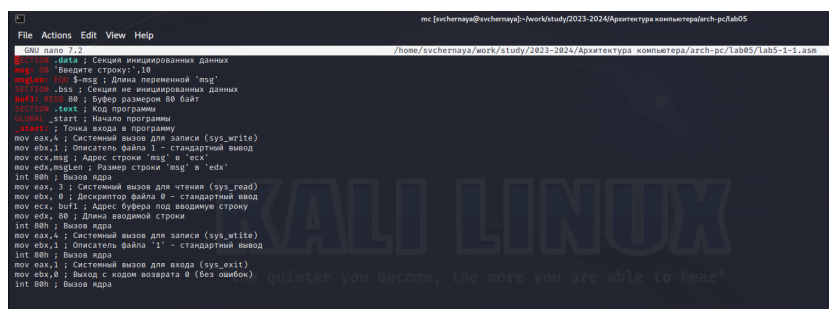 mc [svchernaya@svchernaya]:~/work/study/2023-2024/Архитектура компьютера/arch-pc/lab05
File Actions Edit View Help
GNU nano 7.2 /home/svchernaya/work/study/2023-2024/Архитектура компьютера/arch-pc/lab05/lab5-1-1.asm
SECTION .data ; Секция инициированных данных
msg: DB 'Введите строку:',10
msgLen: EQU $-msg ; Длина переменной 'msg'
SECTION .bss ; Секция не инициированных данных
buf1: RESB 80 ; Буфер размером 80 байт
SECTION .text ; Код программы
GLOBAL _start ; Начало программы
_start: ; Точка входа в программу
mov eax,4 ; Системный вызов для записи (sys_write)
mov ebx,1 ; Описатель файла 1 - стандартный вывод
mov ecx,msg ; Адрес строки 'msg' в 'ecx'
mov edx,msgLen ; Размер строки 'msg' в 'edx'
int 80h ; Вызов ядра
mov eax, 3 ; Системный вызов для чтения (sys_read)
mov ebx, 0 ; Дескриптор файла 0 - стандартный ввод
mov ecx, buf1 ; Адрес буфера под вводимую строку
mov edx, 80 ; Длина вводимой строки
int 80h ; Вызов ядра
mov eax,4 ; Системный вызов для записи (sys_wtite)
mov ebx,1 ; Описатель файла '1' - стандартный вывод
int 80h ; Вызов ядра
mov eax,1 ; Системный вызов для входа (sys_exit)
mov ebx,0 ; Выход с кодом возврата 0 (без ошибок)
int 80h ; Вызов ядра
KALI LINUX
the quieter you become, the more you are able to hear"